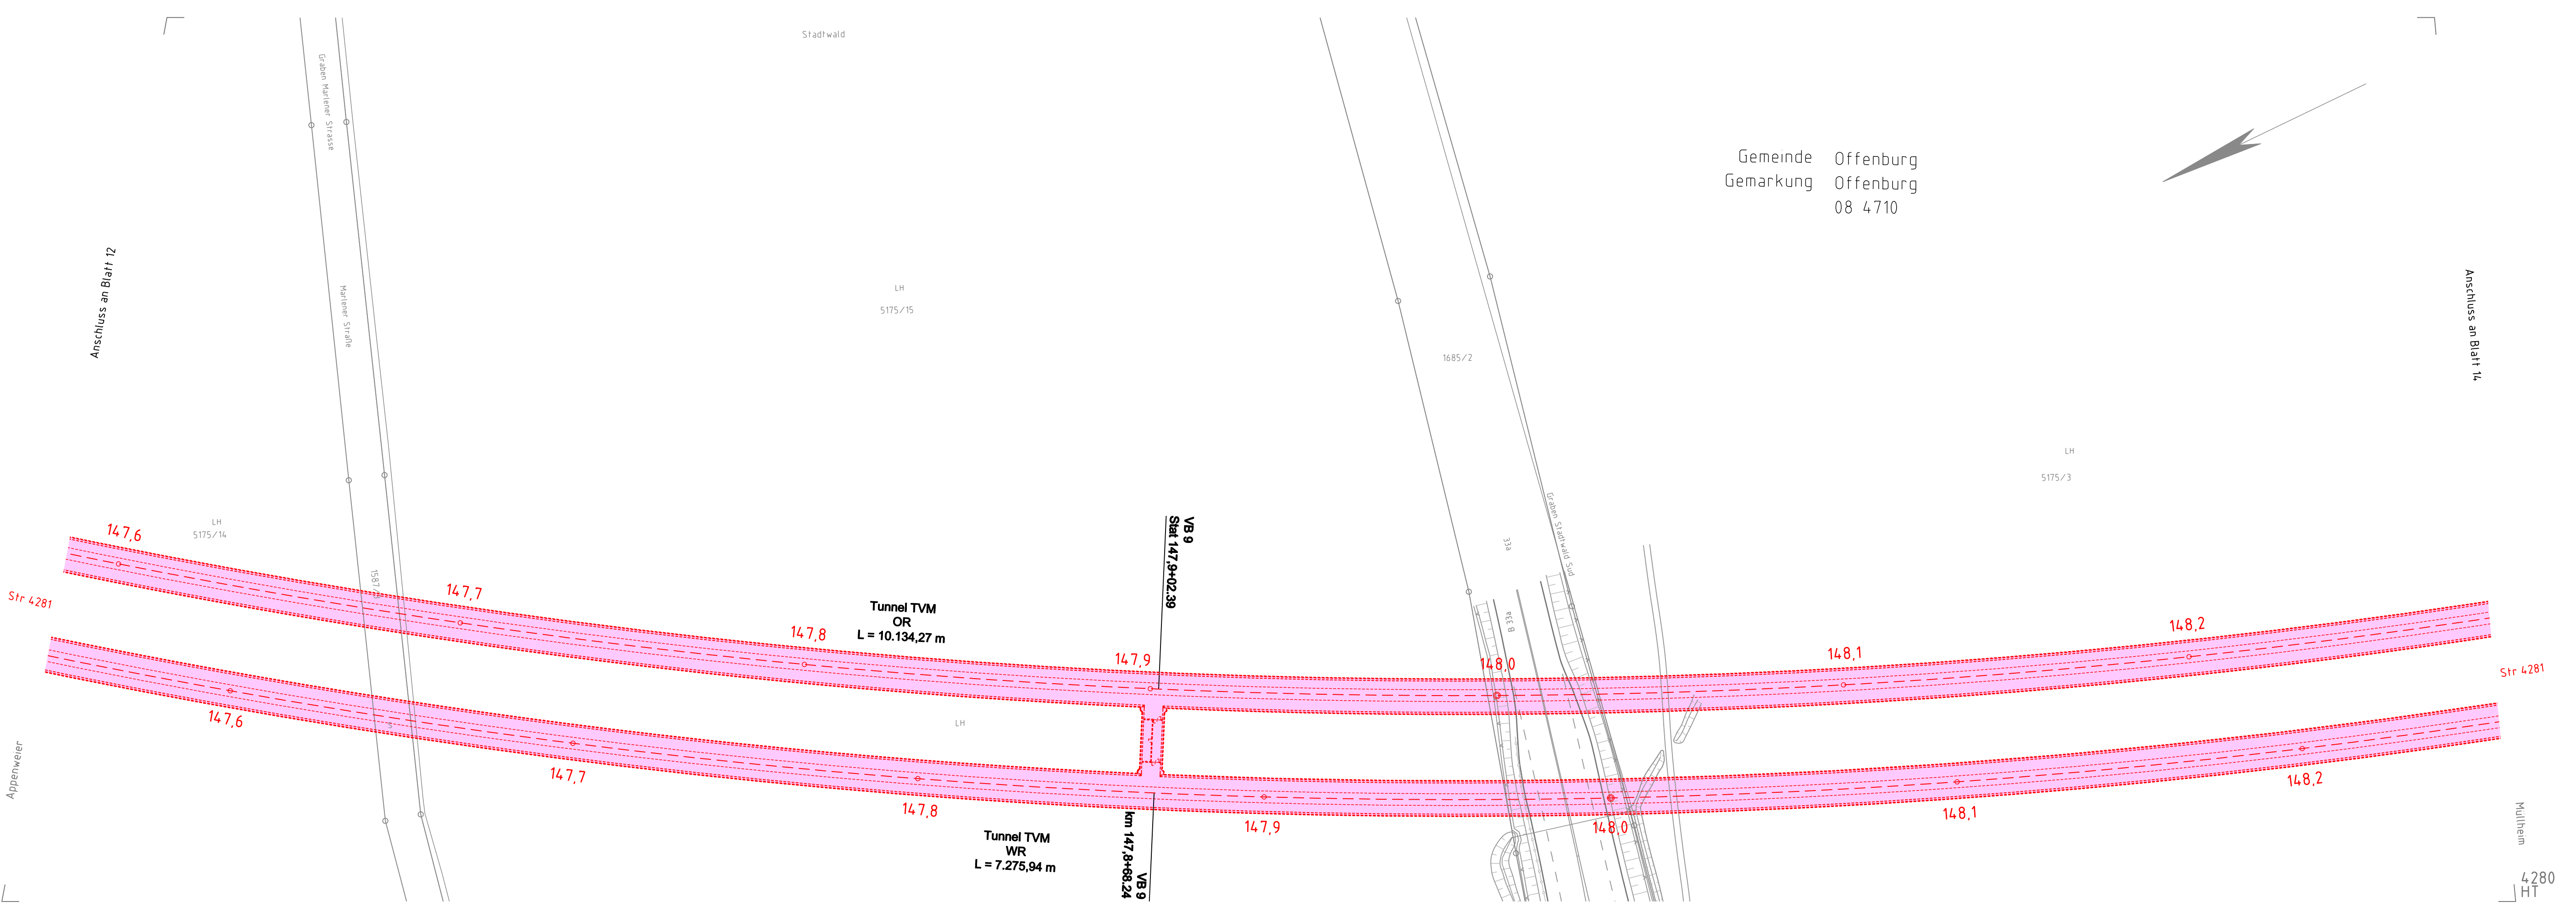 Stadtwald
Graben Marlener Strasse
Gemeinde Offenburg
Gemarkung Offenburg
08 4710
Anschluss an Blatt 12
Marlener Straße
LH
5175/15
Anschluss an Blatt 14
1685/2
LH
5175/3
LH
5175/14
Graben Stadtwald Süd
33a
B 33a
VB 9
Stat 147,9+02.39
147,6
147,7
147,8
147,9
148,0
148,1
148,2
Str 4281
Tunnel TVM
OR
L = 10.134,27 m
Str 4281
LH
147,6
147,7
147,8
147,9
148,0
148,1
148,2
Tunnel TVM
WR
L = 7.275,94 m
VB 9
km 147,8+68.24
Appenweier
Müllheim
4280
HT